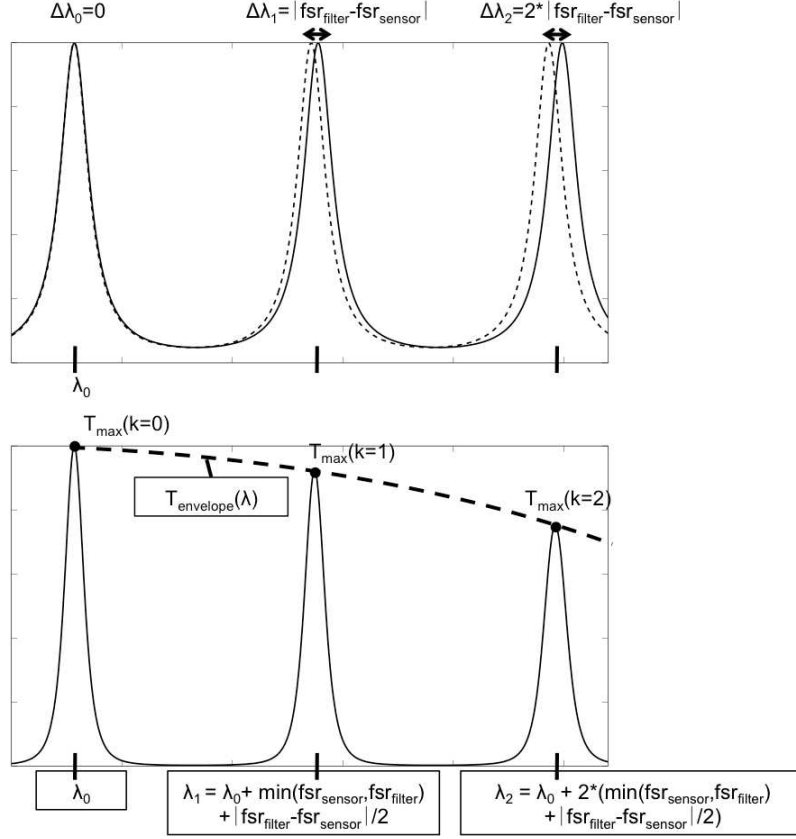 Δλ₀=0
Δλ₁=|fsr_filter-fsr_sensor|
Δλ₂=2*|fsr_filter-fsr_sensor|
λ₀
T_max(k=0)
T_max(k=1)
T_max(k=2)
T_envelope(λ)
λ₀
λ₁ = λ₀+ min(fsr_sensor,fsr_filter)
+|fsr_filter-fsr_sensor|/2
λ₂ = λ₀ + 2*(min(fsr_sensor,fsr_filter)
+|fsr_filter-fsr_sensor|/2)